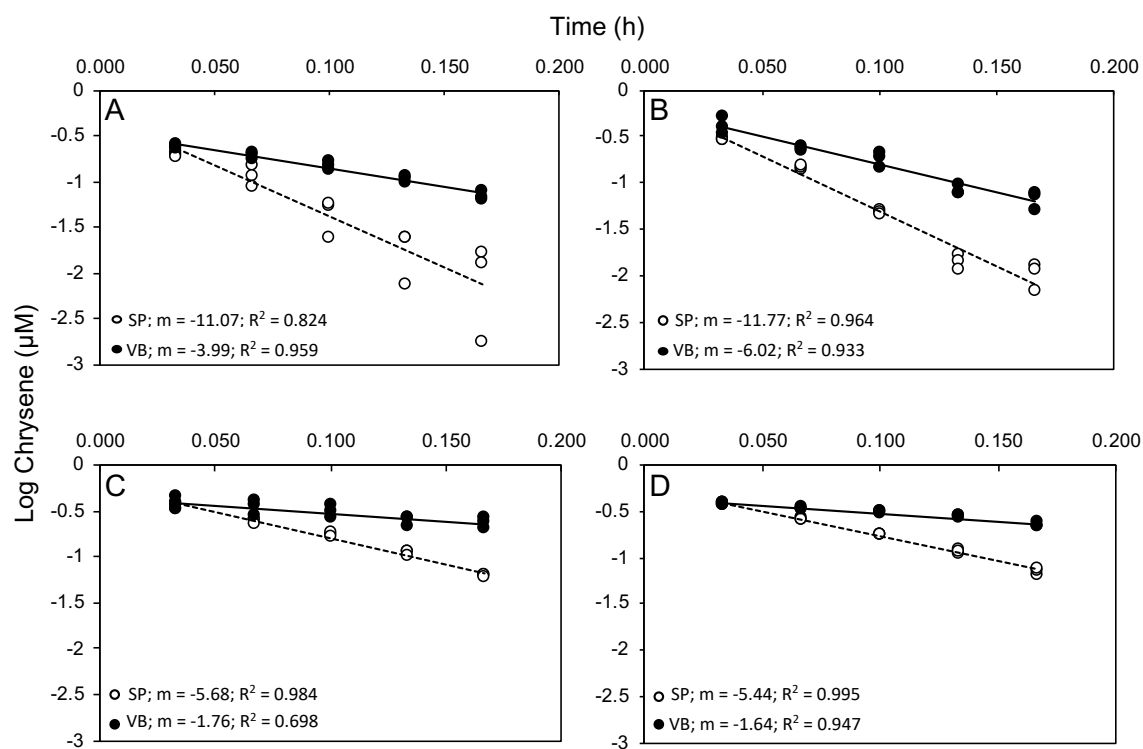 Time (h)
0.000 0.050 0.100 0.150 0.200
0.000 0.050 0.100 0.150 0.200
0
-0.5
-1
-1.5
-2
-2.5
-3
A
SP; m = -11.07; R² = 0.824
VB; m = -3.99; R² = 0.959
0
-0.5
-1
-1.5
-2
-2.5
-3
B
SP; m = -11.77; R² = 0.964
VB; m = -6.02; R² = 0.933
Log Chrysene (µM)
0.000 0.050 0.100 0.150 0.200
0.000 0.050 0.100 0.150 0.200
0
-0.5
-1
-1.5
-2
-2.5
-3
C
SP; m = -5.68; R² = 0.984
VB; m = -1.76; R² = 0.698
0
-0.5
-1
-1.5
-2
-2.5
-3
D
SP; m = -5.44; R² = 0.995
VB; m = -1.64; R² = 0.947